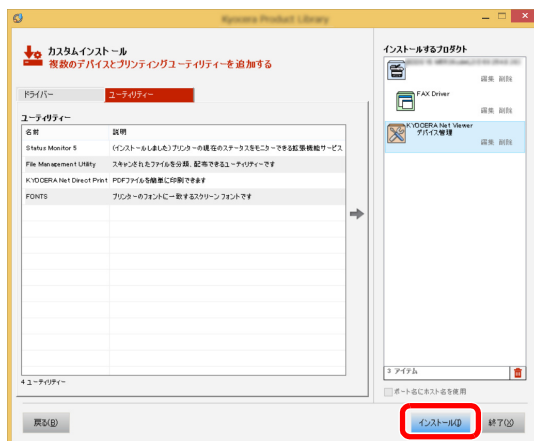 Kyocera Product Library
カスタムインストール
複数のデバイスとプリンティングユーティリティーを追加する
ドライバー
ユーティリティー
ユーティリティー
名前 説明
Status Monitor 5 (インストールしました)プリンターの現在のステータスをモニターできる拡張機能サービス
File Management Utility スキャンされたファイルを分類、配布できるユーティリティーです
KYOCERA Net Direct Print PDFファイルを簡単に印刷できます
FONTS プリンターのフォントに一致するスクリーンフォントです
4 ユーティリティー
インストールするプロダクト
編集 削除
FAX Driver
編集 削除
KYOCERA Net Viewer
デバイス管理
編集 削除
3 アイテム
ポート名にホスト名を使用
戻る(B)
インストール(I)
終了(X)